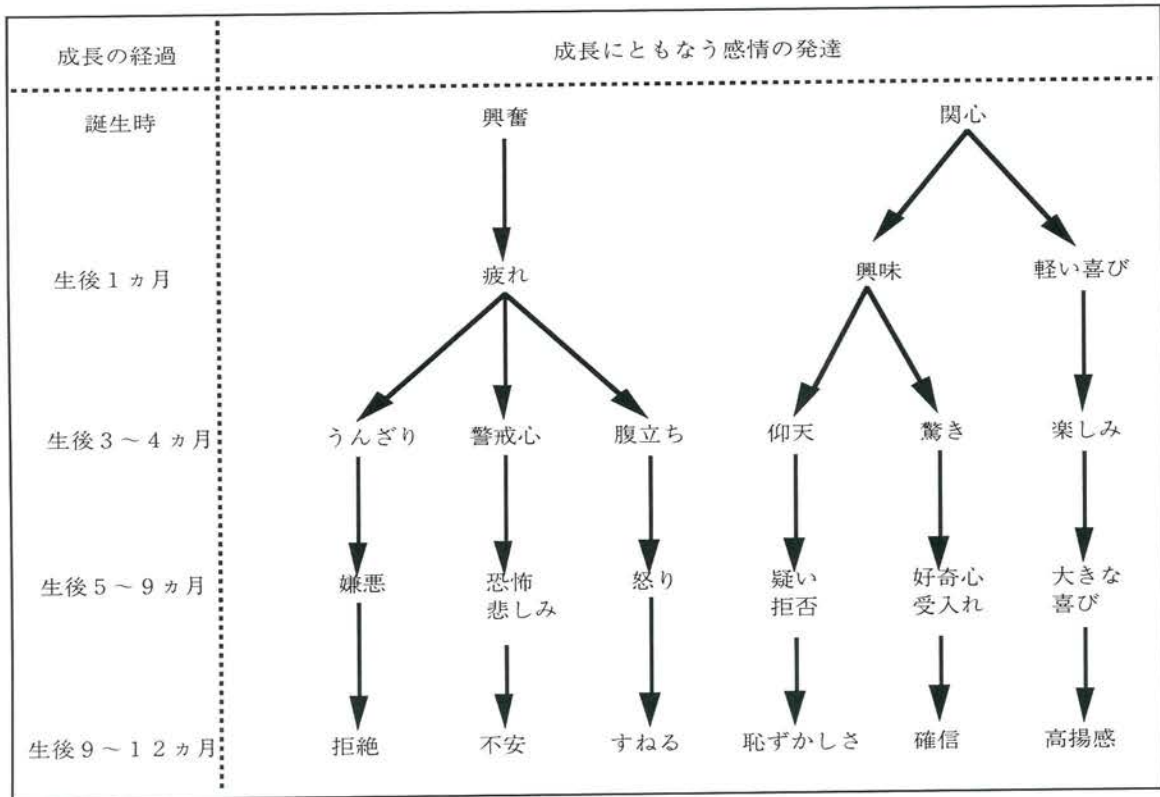 成長の経過
成長にともなう感情の発達
誕生時
興奮
関心
生後1ヵ月
疲れ
興味
軽い喜び
生後3～4ヵ月
うんざり
警戒心
腹立ち
仰天
驚き
楽しみ
生後5～9ヵ月
嫌悪
恐怖
悲しみ
怒り
疑い
拒否
好奇心
受入れ
大きな
喜び
生後9～12ヵ月
拒絶
不安
すねる
恥ずかしさ
確信
高揚感